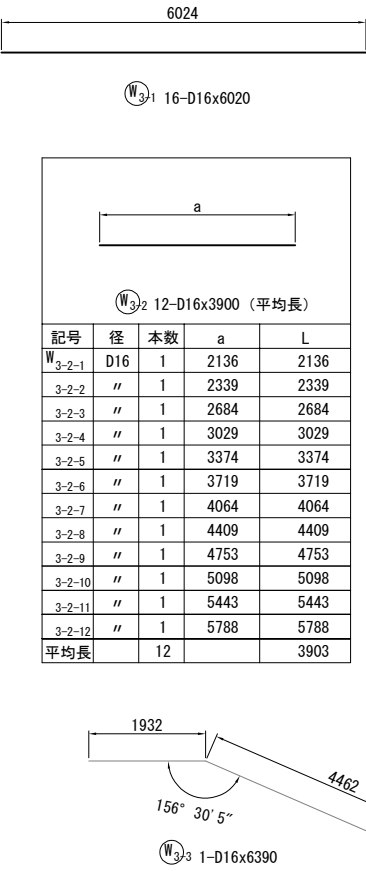 6024
W3-1 16-D16x6020
a
W3-2 12-D16x3900 (平均長)
記号 径 本数 a L
W3-2-1 D16 1 2136 2136
3-2-2 〃 1 2339 2339
3-2-3 〃 1 2684 2684
3-2-4 〃 1 3029 3029
3-2-5 〃 1 3374 3374
3-2-6 〃 1 3719 3719
3-2-7 〃 1 4064 4064
3-2-8 〃 1 4409 4409
3-2-9 〃 1 4753 4753
3-2-10 〃 1 5098 5098
3-2-11 〃 1 5443 5443
3-2-12 〃 1 5788 5788
平均長 12 3903
1932
4462
156° 30′5″
W3-3 1-D16x6390